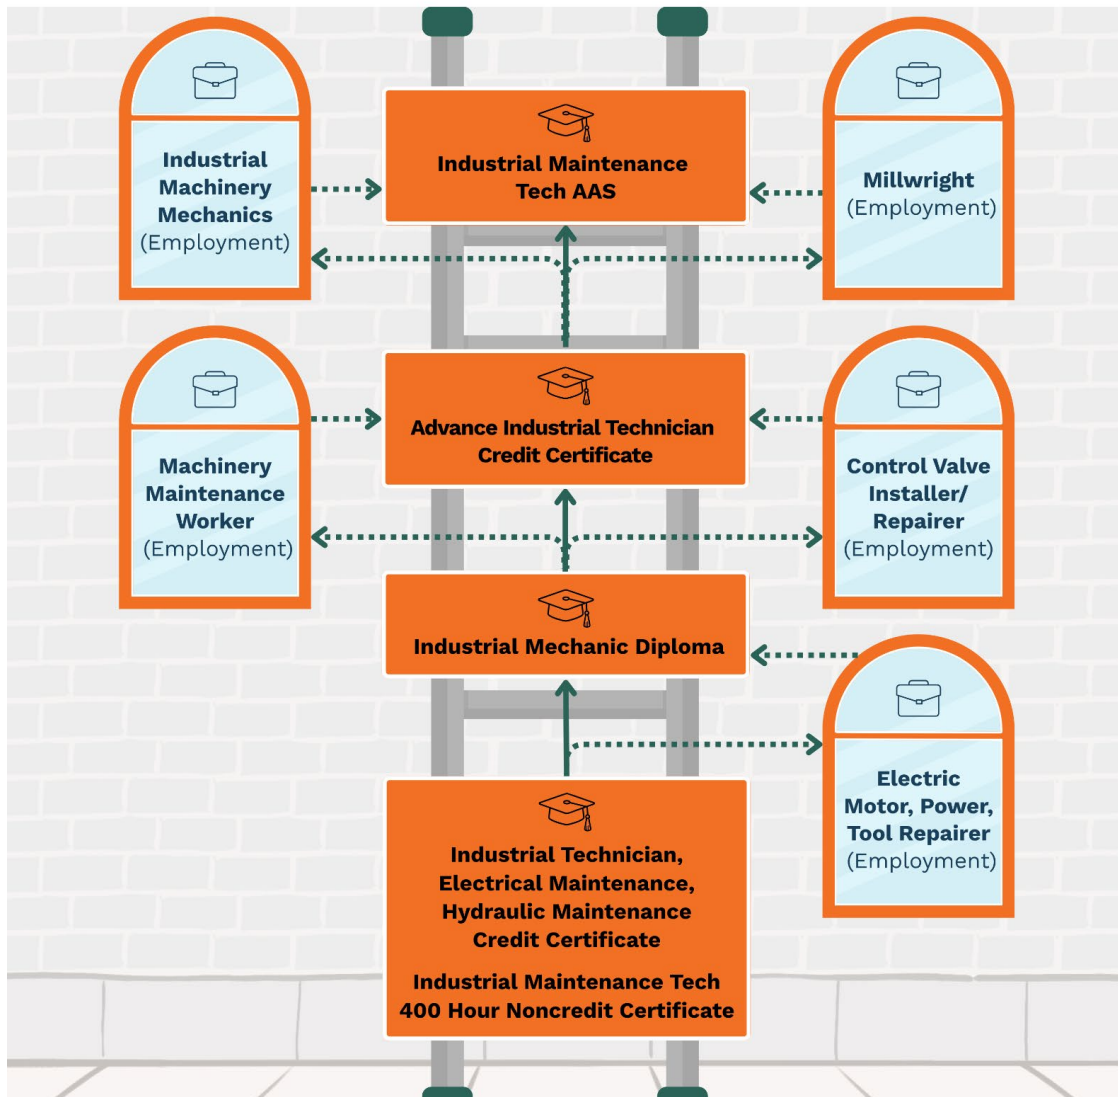 Industrial
Machinery
Mechanics
(Employment)
Industrial Maintenance
Tech AAS
Millwright
(Employment)
Machinery
Maintenance
Worker
(Employment)
Advance Industrial Technician
Credit Certificate
Control Valve
Installer/
Repairer
(Employment)
Industrial Mechanic Diploma
Electric
Motor, Power,
Tool Repairer
(Employment)
Industrial Technician,
Electrical Maintenance,
Hydraulic Maintenance
Credit Certificate
Industrial Maintenance Tech
400 Hour Noncredit Certificate